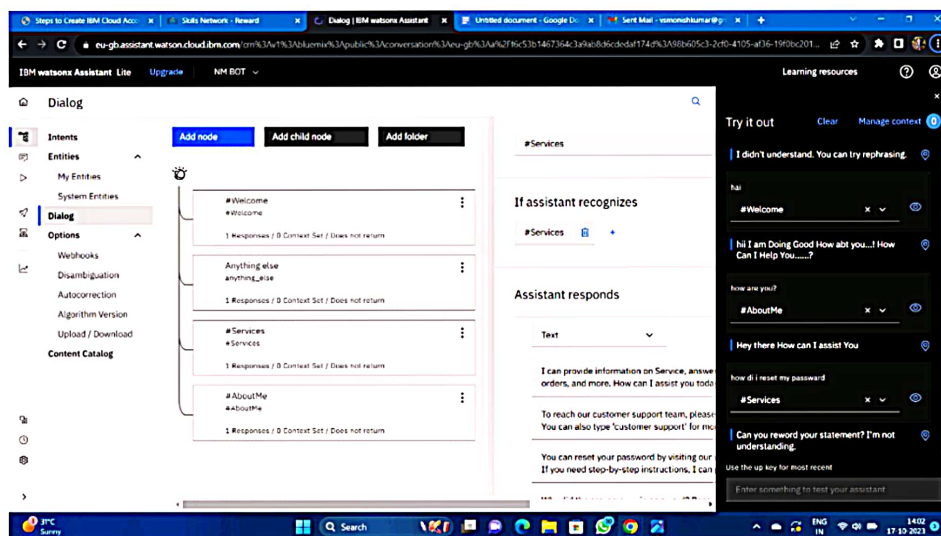 Steps to Create IBM Cloud Acco
Skills Network - Reward
Dialog | IBM watsonx Assistant
Untitled document - Google Do
Sent Mail - vsmonishkumar@g
eu-gb.assistant.watson.cloud.ibm.com
IBM watsonx Assistant Lite
Upgrade
NM BOT
Learning resources
Dialog
Intents
Entities
My Entities
System Entities
Dialog
Options
Webhooks
Disambiguation
Autocorrection
Algorithm Version
Upload / Download
Content Catalog
Add node
Add child node
Add folder
#Welcome
#Welcome
1 Responses / 0 Context Set / Does not return
Anything else
anything_else
1 Responses / 0 Context Set / Does not return
#Services
#Services
1 Responses / 0 Context Set / Does not return
#AboutMe
#AboutMe
1 Responses / 0 Context Set / Does not return
#Services
If assistant recognizes
#Services
Assistant responds
Text
I can provide information on Service, answe
orders, and more. How can I assist you toda
To reach our customer support team, please
You can also type 'customer support' for mo
You can reset your password by visiting our
If you need step-by-step instructions, I can
Try it out
Clear
Manage context
0
I didn't understand. You can try rephrasing.
hai
#Welcome
hii I am Doing Good How abt you...! How
Can I Help You......?
how are you?
#AboutMe
Hey there How can I assist You
how di i reset my passward
#Services
Can you reword your statement? I'm not
understanding.
Use the up key for most recent
Enter something to test your assistant
31°C
Sunny
Search
ENG
IN
14:02
17-10-2023